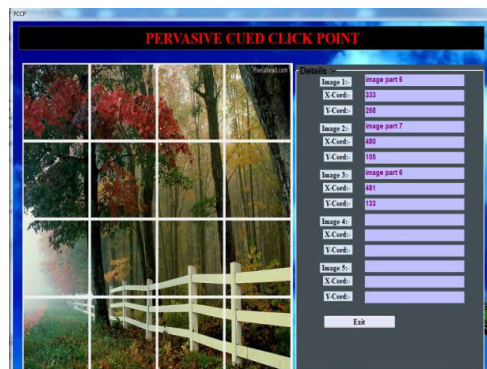 PCCP
PERVASIVE CUED CLICK POINT
Pixelahead.com
Details :-
Image 1:- image part 6
X-Cord:- 333
Y-Cord:- 268
Image 2:- image part 7
X-Cord:- 480
Y-Cord:- 105
Image 3:- image part 6
X-Cord:- 481
Y-Cord:- 133
Image 4:-
X-Cord:-
Y-Cord:-
Image 5:-
X-Cord:-
Y-Cord:-
Exit